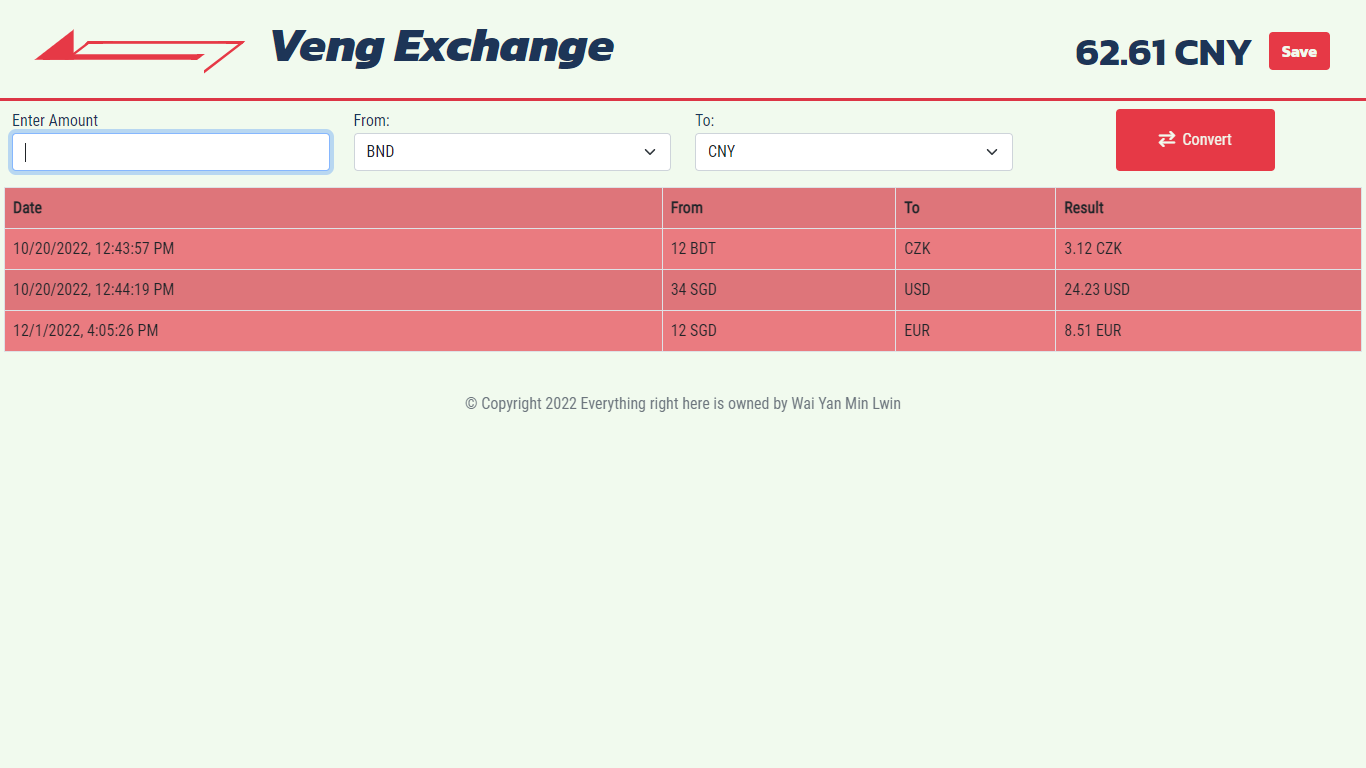 Veng Exchange
62.61 CNY Save
Enter Amount From: To:
BND CNY Convert
Date From To Result
10/20/2022, 12:43:57 PM 12 BDT CZK 3.12 CZK
10/20/2022, 12:44:19 PM 34 SGD USD 24.23 USD
12/1/2022, 4:05:26 PM 12 SGD EUR 8.51 EUR
© Copyright 2022 Everything right here is owned by Wai Yan Min Lwin